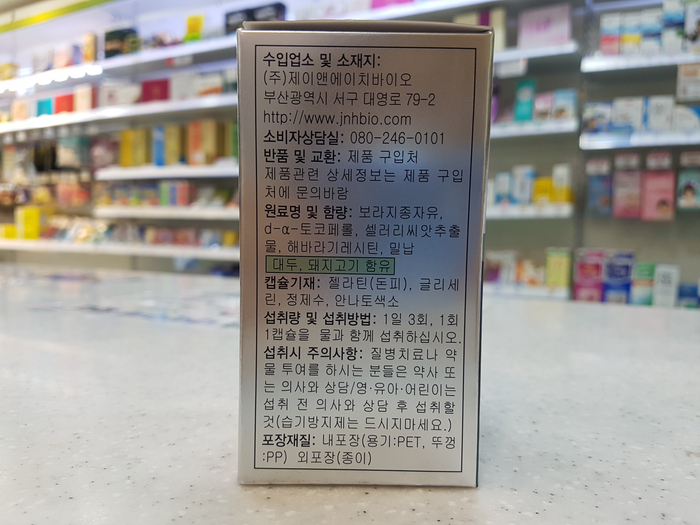 수입업소 및 소재지:
(주)제이앤에이치바이오
부산광역시 서구 대영로 79-2
http://www.jnhbio.com
소비자상담실: 080-246-0101
반품 및 교환: 제품 구입처
제품관련 상세정보는 제품 구입
처에 문의바람
원료명 및 함량: 보라지종자유,
d-α-토코페롤, 셀러리씨앗추출
물, 해바라기레시틴, 밀납
대두, 돼지고기 함유
캡슐기재: 젤라틴(돈피), 글리세
린, 정제수, 안나토색소
섭취량 및 섭취방법: 1일 3회, 1회
1캡슐을 물과 함께 섭취하십시오.
섭취시 주의사항: 질병치료나 약
물 투여를 하시는 분들은 약사 또
는 의사와 상담/영·유아·어린이는
섭취 전 의사와 상담 후 섭취할
것(습기방지제는 드시지마세요.)
포장재질: 내포장(용기:PET, 뚜껑
:PP) 외포장(종이)